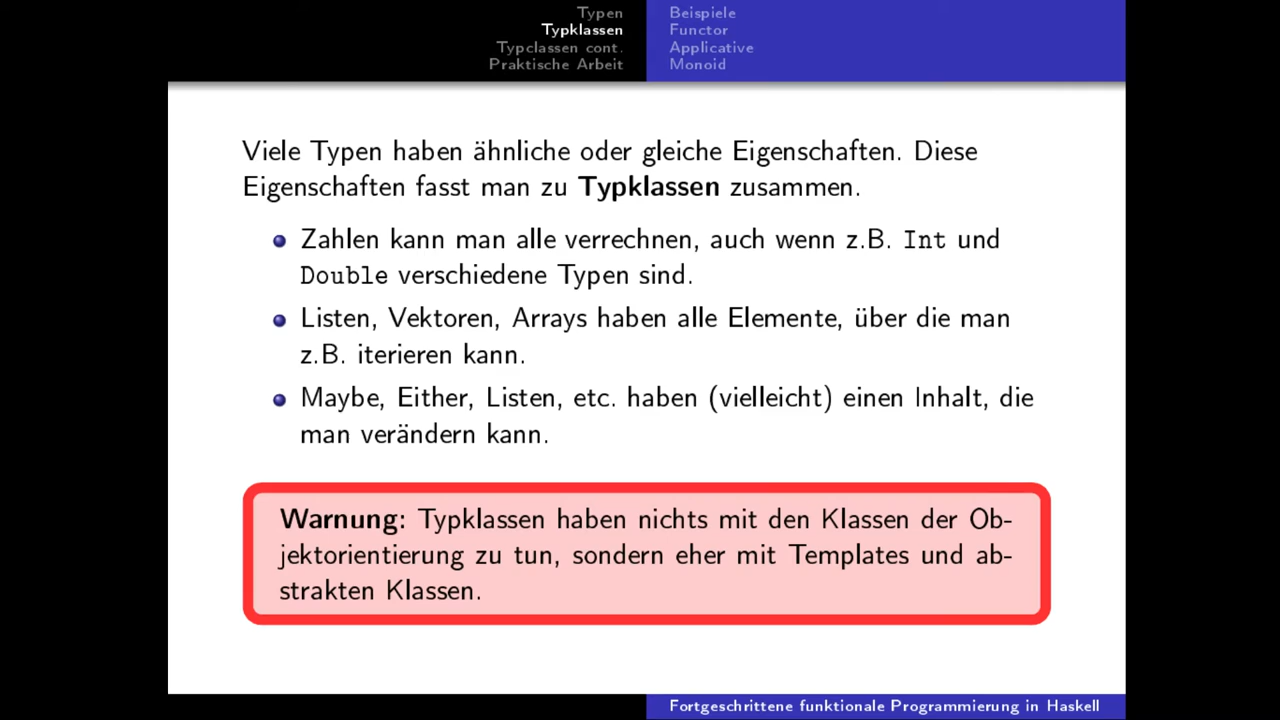 Typen
Typklassen
Typclassen cont.
Praktische Arbeit
Beispiele
Functor
Applicative
Monoid
Viele Typen haben ähnliche oder gleiche Eigenschaften. Diese
Eigenschaften fasst man zu Typklassen zusammen.
Zahlen kann man alle verrechnen, auch wenn z.B. Int und
Double verschiedene Typen sind.
Listen, Vektoren, Arrays haben alle Elemente, über die man
z.B. iterieren kann.
Maybe, Either, Listen, etc. haben (vielleicht) einen Inhalt, die
man verändern kann.
Warnung: Typklassen haben nichts mit den Klassen der Ob-
jektorientierung zu tun, sondern eher mit Templates und ab-
strakten Klassen.
Fortgeschrittene funktionale Programmierung in Haskell